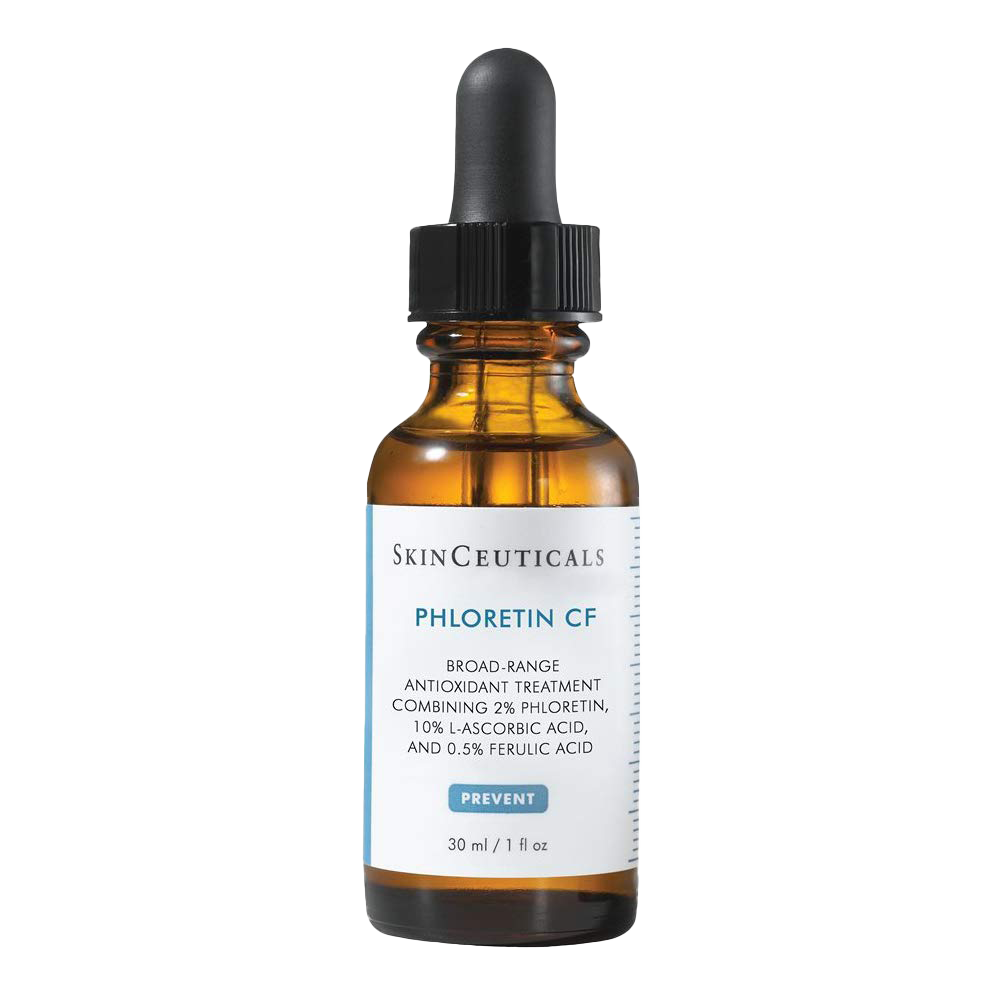 SKINCEUTICALS
PHLORETIN CF
BROAD-RANGE
ANTIOXIDANT TREATMENT
COMBINING 2% PHLORETIN,
10% L-ASCORBIC ACID,
AND 0.5% FERULIC ACID
PREVENT
30 ml / 1 fl oz